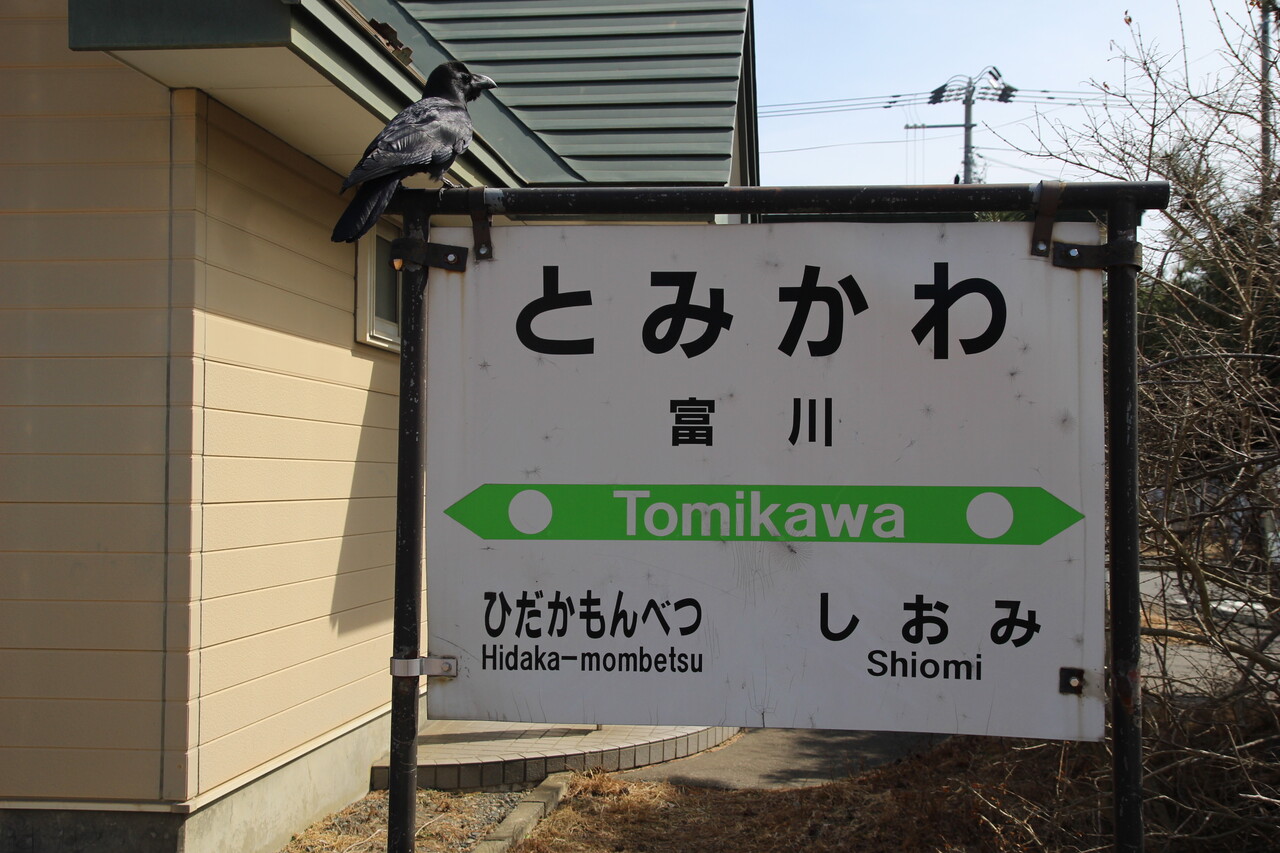 とみかわ
富川
Tomikawa
ひだかもんべつ しおみ
Hidaka-mombetsu Shiomi